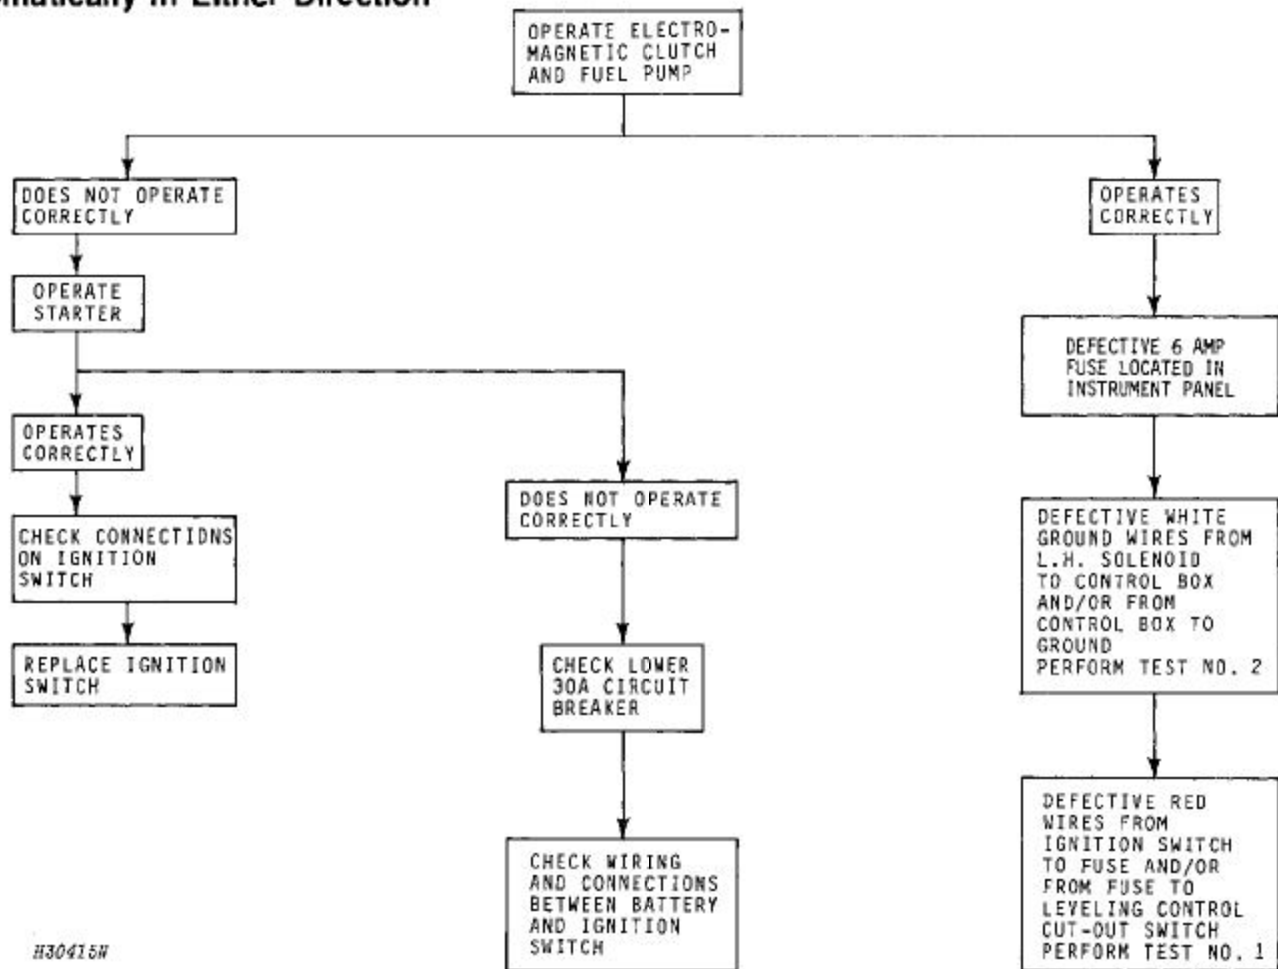 matically in Either Direction
OPERATE ELECTRO-
MAGNETIC CLUTCH
AND FUEL PUMP
DOES NOT OPERATE
CORRECTLY
OPERATES
CORRECTLY
OPERATE
STARTER
DEFECTIVE 6 AMP
FUSE LOCATED IN
INSTRUMENT PANEL
OPERATES
CORRECTLY
DOES NOT OPERATE
CORRECTLY
CHECK CONNECTIONS
ON IGNITION
SWITCH
DEFECTIVE WHITE
GROUND WIRES FROM
L.H. SOLENOID
TO CONTROL BOX
AND/OR FROM
CONTROL BOX TO
GROUND
PERFORM TEST NO. 2
REPLACE IGNITION
SWITCH
CHECK LOWER
30A CIRCUIT
BREAKER
DEFECTIVE RED
WIRES FROM
IGNITION SWITCH
TO FUSE AND/OR
FROM FUSE TO
LEVELING CONTROL
CUT-OUT SWITCH
PERFORM TEST NO. 1
CHECK WIRING
AND CONNECTIONS
BETWEEN BATTERY
AND IGNITION
SWITCH
H30415N